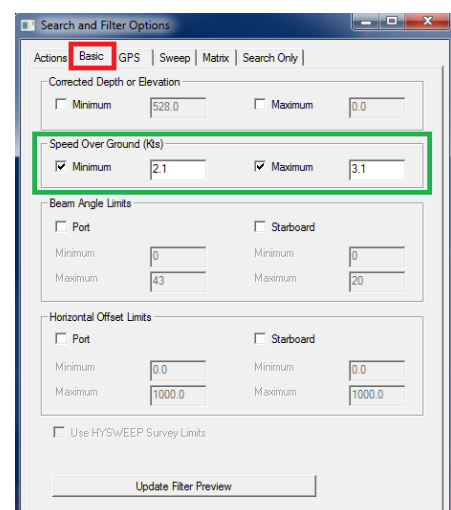 Search and Filter Options
Actions Basic GPS Sweep Matrix Search Only
Corrected Depth or Elevation
Minimum 528.0 Maximum 0.0
Speed Over Ground (Kts)
Minimum 2.1 Maximum 3.1
Beam Angle Limits
Port Starboard
Minimum 0 Minimum 0
Maximum 43 Maximum 20
Horizontal Offset Limits
Port Starboard
Minimum 0.0 Minimum 0.0
Maximum 1000.0 Maximum 1000.0
Use HYSWEEP Survey Limits
Update Filter Preview